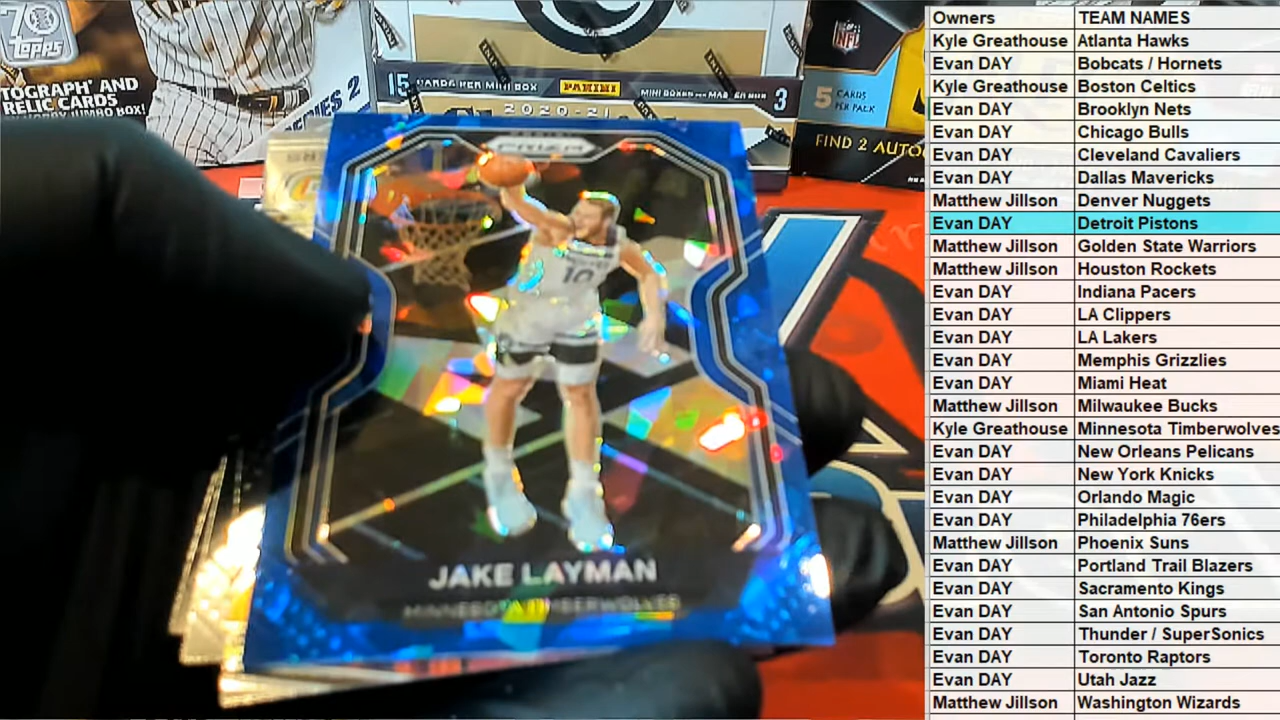 70
Topps
TOGRAPH AND
RELIC CARDS
JUMBO BOX!
SERIES 2
15 CARDS PER MINI BOX
PANINI
MINI BOXES PER MASTER BOX 3
2020-21
NFL
5 CARDS
PER PACK
FIND 2 AUTO
PRIZM
10
JAKE LAYMAN
MINNESOTA TIMBERWOLVES
Owners TEAM NAMES
Kyle Greathouse Atlanta Hawks
Evan DAY Bobcats / Hornets
Kyle Greathouse Boston Celtics
Evan DAY Brooklyn Nets
Evan DAY Chicago Bulls
Evan DAY Cleveland Cavaliers
Evan DAY Dallas Mavericks
Matthew Jillson Denver Nuggets
Evan DAY Detroit Pistons
Matthew Jillson Golden State Warriors
Matthew Jillson Houston Rockets
Evan DAY Indiana Pacers
Evan DAY LA Clippers
Evan DAY LA Lakers
Evan DAY Memphis Grizzlies
Evan DAY Miami Heat
Matthew Jillson Milwaukee Bucks
Kyle Greathouse Minnesota Timberwolves
Evan DAY New Orleans Pelicans
Evan DAY New York Knicks
Evan DAY Orlando Magic
Evan DAY Philadelphia 76ers
Matthew Jillson Phoenix Suns
Evan DAY Portland Trail Blazers
Evan DAY Sacramento Kings
Evan DAY San Antonio Spurs
Evan DAY Thunder / SuperSonics
Evan DAY Toronto Raptors
Evan DAY Utah Jazz
Matthew Jillson Washington Wizards